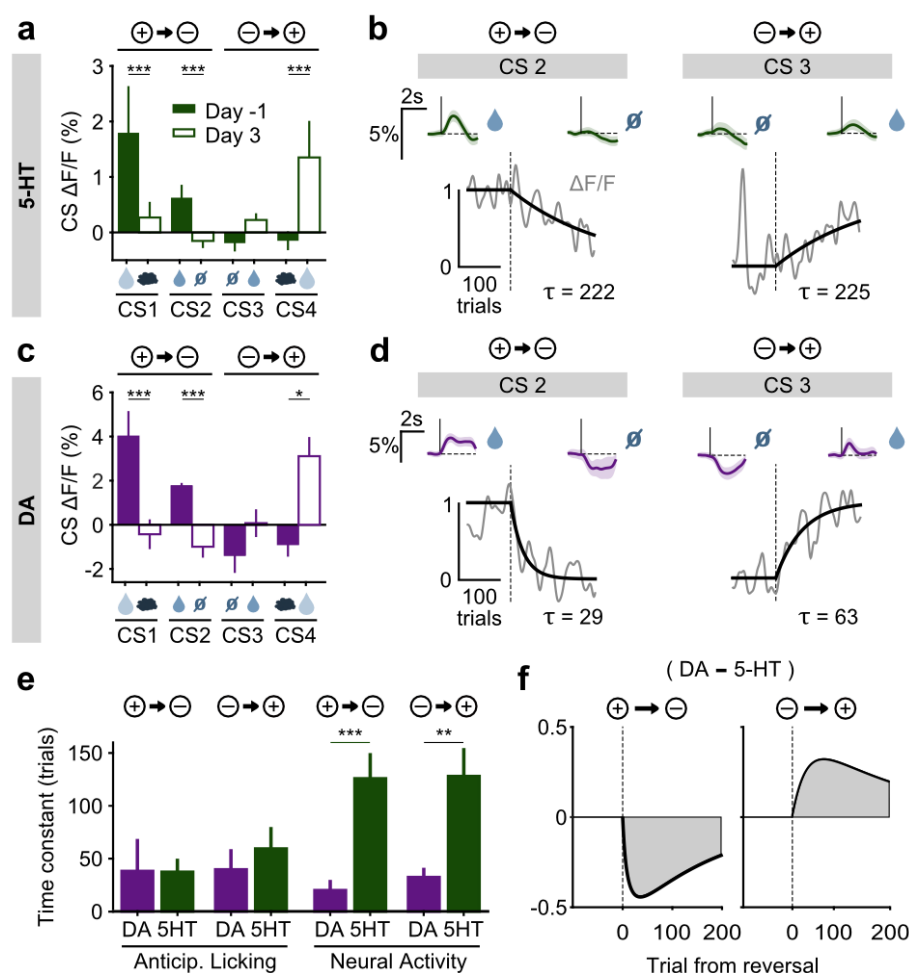 a
b
5-HT
⊕➞⊖ ⊖➞⊕
*** *** ***
Day -1
Day 3
CS ΔF/F (%)
3
2
1
0
Ø Ø
CS1 CS2 CS3 CS4
⊕➞⊖ ⊖➞⊕
CS 2 CS 3
2s
5%
Ø Ø
ΔF/F
1
0
100
trials
τ = 222 τ = 225
c
d
DA
⊕➞⊖ ⊖➞⊕
*** *** *
CS ΔF/F (%)
6
4
2
0
-2
Ø Ø
CS1 CS2 CS3 CS4
⊕➞⊖ ⊖➞⊕
CS 2 CS 3
2s
5%
Ø Ø
1
0
100
trials
τ = 29 τ = 63
e
⊕➞⊖ ⊖➞⊕ ⊕➞⊖ ⊖➞⊕
*** **
Time constant (trials)
150
100
50
0
DA 5HT DA 5HT DA 5HT DA 5HT
Anticip. Licking Neural Activity
f
( DA – 5-HT )
⊕➞⊖ ⊖➞⊕
0.5
0
-0.5
0 100 200 0 100 200
Trial from reversal